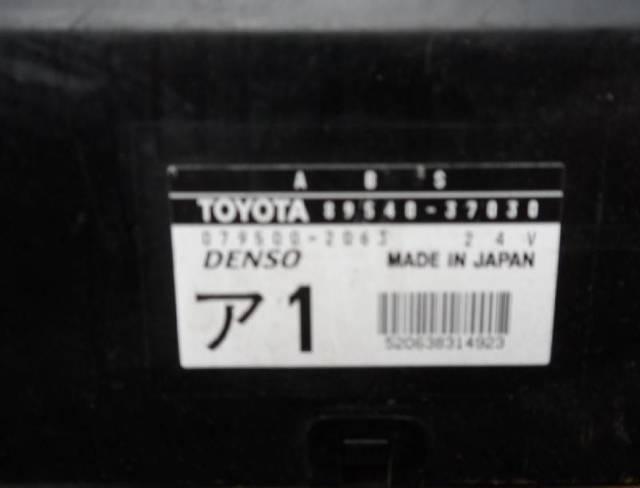 A B S
TOYOTA 89540-37030
079500-2063 24V
DENSO MADE IN JAPAN
ア1
520638314923